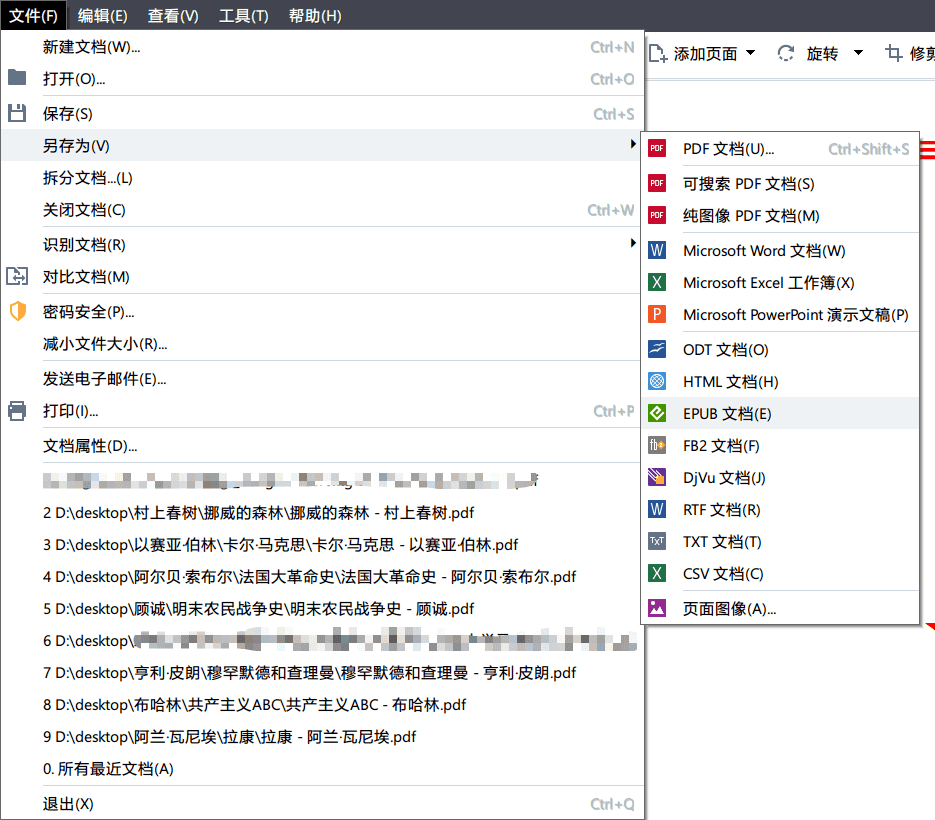 文件(F) 编辑(E) 查看(V) 工具(T) 帮助(H)
新建文档(W)... Ctrl+N
打开(O)... Ctrl+O
保存(S) Ctrl+S
另存为(V)
拆分文档...(L)
关闭文档(C) Ctrl+W
识别文档(R)
对比文档(M)
密码安全(P)...
减小文件大小(R)...
发送电子邮件(E)...
打印(I)... Ctrl+P
文档属性(D)...
2 D:\desktop\村上春树\挪威的森林\挪威的森林 - 村上春树.pdf
3 D:\desktop\以赛亚·伯林\卡尔·马克思\卡尔·马克思 - 以赛亚·伯林.pdf
4 D:\desktop\阿尔贝·索布尔\法国大革命史\法国大革命史 - 阿尔贝·索布尔.pdf
5 D:\desktop\顾诚\明末农民战争史\明末农民战争史 - 顾诚.pdf
6 D:\desktop\
7 D:\desktop\亨利·皮朗\穆罕默德和查理曼\穆罕默德和查理曼 - 亨利·皮朗.pdf
8 D:\desktop\布哈林\共产主义ABC\共产主义ABC - 布哈林.pdf
9 D:\desktop\阿兰·瓦尼埃\拉康\拉康 - 阿兰·瓦尼埃.pdf
0. 所有最近文档(A)
退出(X) Ctrl+Q
添加页面 旋转 修剪
PDF PDF 文档(U)... Ctrl+Shift+S
PDF 可搜索 PDF 文档(S)
PDF 纯图像 PDF 文档(M)
W Microsoft Word 文档(W)
X Microsoft Excel 工作簿(X)
P Microsoft PowerPoint 演示文稿(P)
ODT 文档(O)
HTML 文档(H)
EPUB 文档(E)
fb2 FB2 文档(F)
DjVu 文档(J)
W RTF 文档(R)
TXT TXT 文档(T)
X CSV 文档(C)
页面图像(A)...